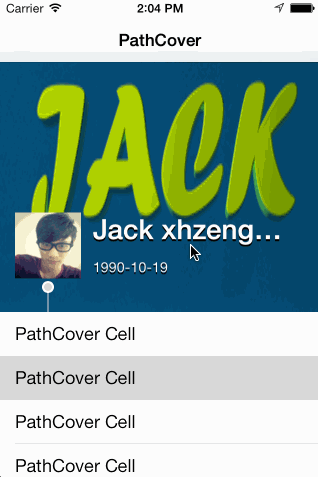 Carrier 2:04 PM
PathCover
JACK
Jack xhzeng...
1990-10-19
PathCover Cell
PathCover Cell
PathCover Cell
PathCover Cell